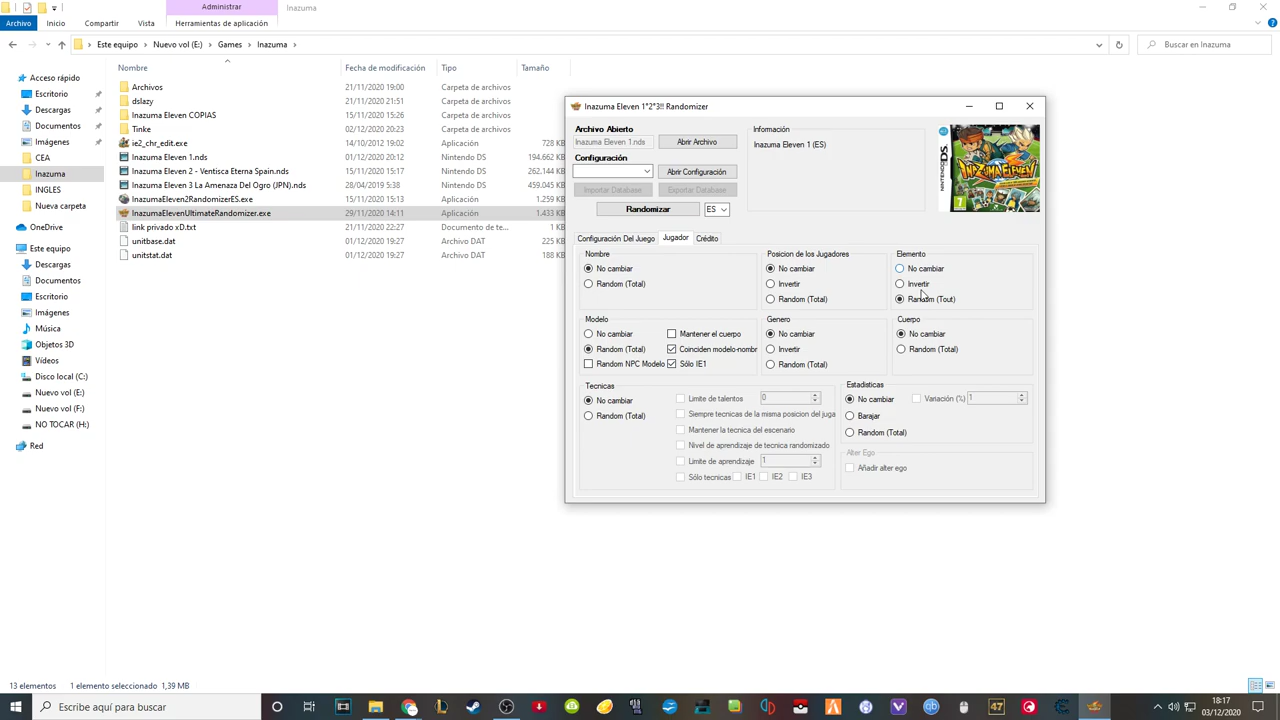 Administrar
Inazuma
Archivo
Inicio
Compartir
Vista
Herramientas de aplicación
Este equipo
Nuevo vol (E:)
Games
Inazuma
Buscar en Inazuma
Nombre
Fecha de modificación
Tipo
Tamaño
Acceso rápido
Escritorio
Descargas
Documentos
Imágenes
CEA
Inazuma
INGLES
Nueva carpeta
OneDrive
Este equipo
Descargas
Documentos
Escritorio
Imágenes
Música
Objetos 3D
Vídeos
Disco local (C:)
Nuevo vol (E:)
Nuevo vol (F:)
NO TOCAR (H:)
Red
Archivos 21/11/2020 19:00 Carpeta de archivos
dslazy 21/11/2020 21:51 Carpeta de archivos
Inazuma Eleven COPIAS 15/11/2020 15:26 Carpeta de archivos
Tinke 02/12/2020 20:23 Carpeta de archivos
ie2_chr_edit.exe 14/10/2012 19:02 Aplicación 728 KB
Inazuma Eleven 1.nds 01/12/2020 20:12 Nintendo DS 194.662 KB
Inazuma Eleven 2 - Ventisca Eterna Spain.nds 15/11/2020 15:17 Nintendo DS 262.144 KB
Inazuma Eleven 3 La Amenaza Del Ogro (JPN).nds 28/04/2019 5:38 Nintendo DS 459.045 KB
InazumaEleven2RandomizerES.exe 15/11/2020 15:13 Aplicación 1.259 KB
InazumaElevenUltimateRandomizer.exe 29/11/2020 14:11 Aplicación 1.433 KB
link privado xD.txt 21/11/2020 22:27 Documento de te... 1 KB
unitbase.dat 01/12/2020 19:27 Archivo DAT 225 KB
unitstat.dat 01/12/2020 19:27 Archivo DAT 188 KB
Inazuma Eleven 1*2*3!! Randomizer
Archivo Abierto
Inazuma Eleven 1.nds
Abrir Archivo
Configuración
Abrir Configuración
Importar Database
Exportar Database
Randomizar
ES
Información
Inazuma Eleven 1 (ES)
NINTENDO DS
INAZUMA ELEVEN
7
Configuración Del Juego
Jugador
Crédito
Nombre
No cambiar
Random (Total)
Posicion de los Jugadores
No cambiar
Invertir
Random (Total)
Elemento
No cambiar
Invertir
Random (Tout)
Modelo
No cambiar
Mantener el cuerpo
Random (Total)
Coinciden modelo-nombr
Random NPC Modelo
Sólo IE1
Genero
No cambiar
Invertir
Random (Total)
Cuerpo
No cambiar
Random (Total)
Tecnicas
No cambiar
Random (Total)
Limite de talentos
0
Siempre tecnicas de la misma posicion del juga
Mantener la tecnica del escenario
Nivel de aprendizaje de tecnica randomizado
Limite de aprendizaje
1
Sólo tecnicas
IE1
IE2
IE3
Estadisticas
No cambiar
Variación (%)
1
Barajar
Random (Total)
Alter Ego
Añadir alter ego
13 elementos
1 elemento seleccionado 1,39 MB
Escribe aquí para buscar
47
18:17
03/12/2020